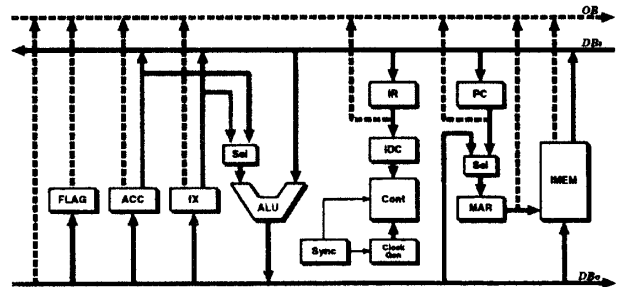 OB
DBi
IR
PC
Sel
IDC
Sel
IMEM
FLAG
ACC
IX
ALU
Cont
MAR
Sync
Clock
Gen
DBo